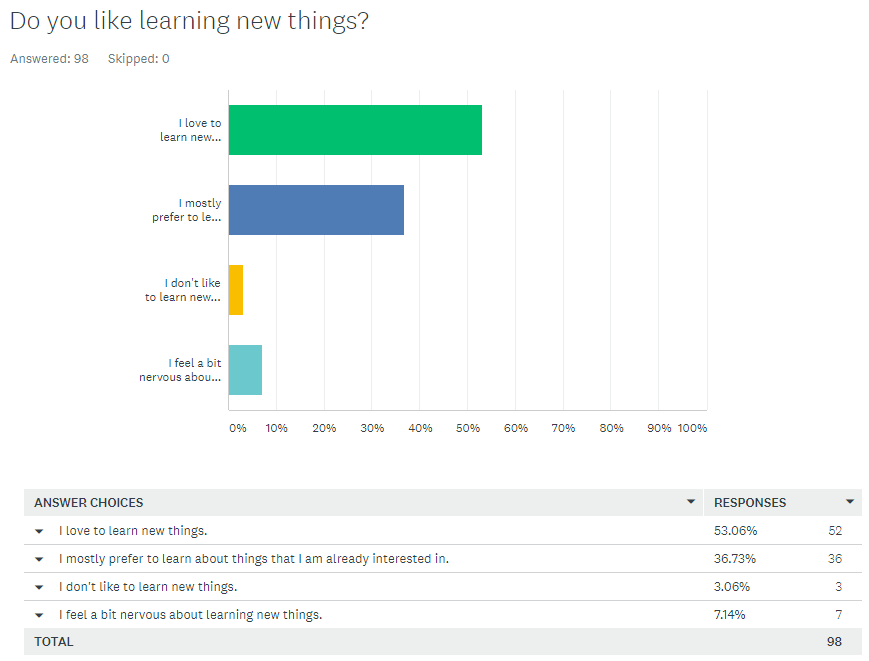 Do you like learning new things?
Answered: 98 Skipped: 0
I love to
learn new...
I mostly
prefer to le...
I don't like
to learn new...
I feel a bit
nervous abou...
0% 10% 20% 30% 40% 50% 60% 70% 80% 90% 100%
ANSWER CHOICES RESPONSES
I love to learn new things. 53.06% 52
I mostly prefer to learn about things that I am already interested in. 36.73% 36
I don't like to learn new things. 3.06% 3
I feel a bit nervous about learning new things. 7.14% 7
TOTAL 98